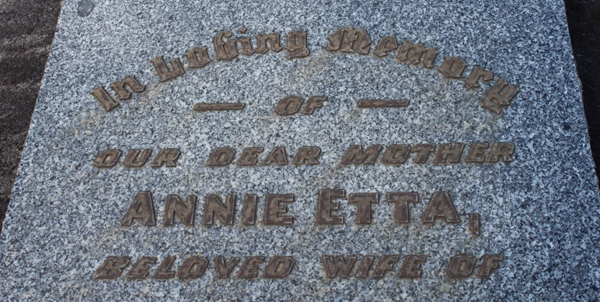 In Loving Memory
— OF —
OUR DEAR MOTHER
ANNIE ETTA,
BELOVED WIFE OF